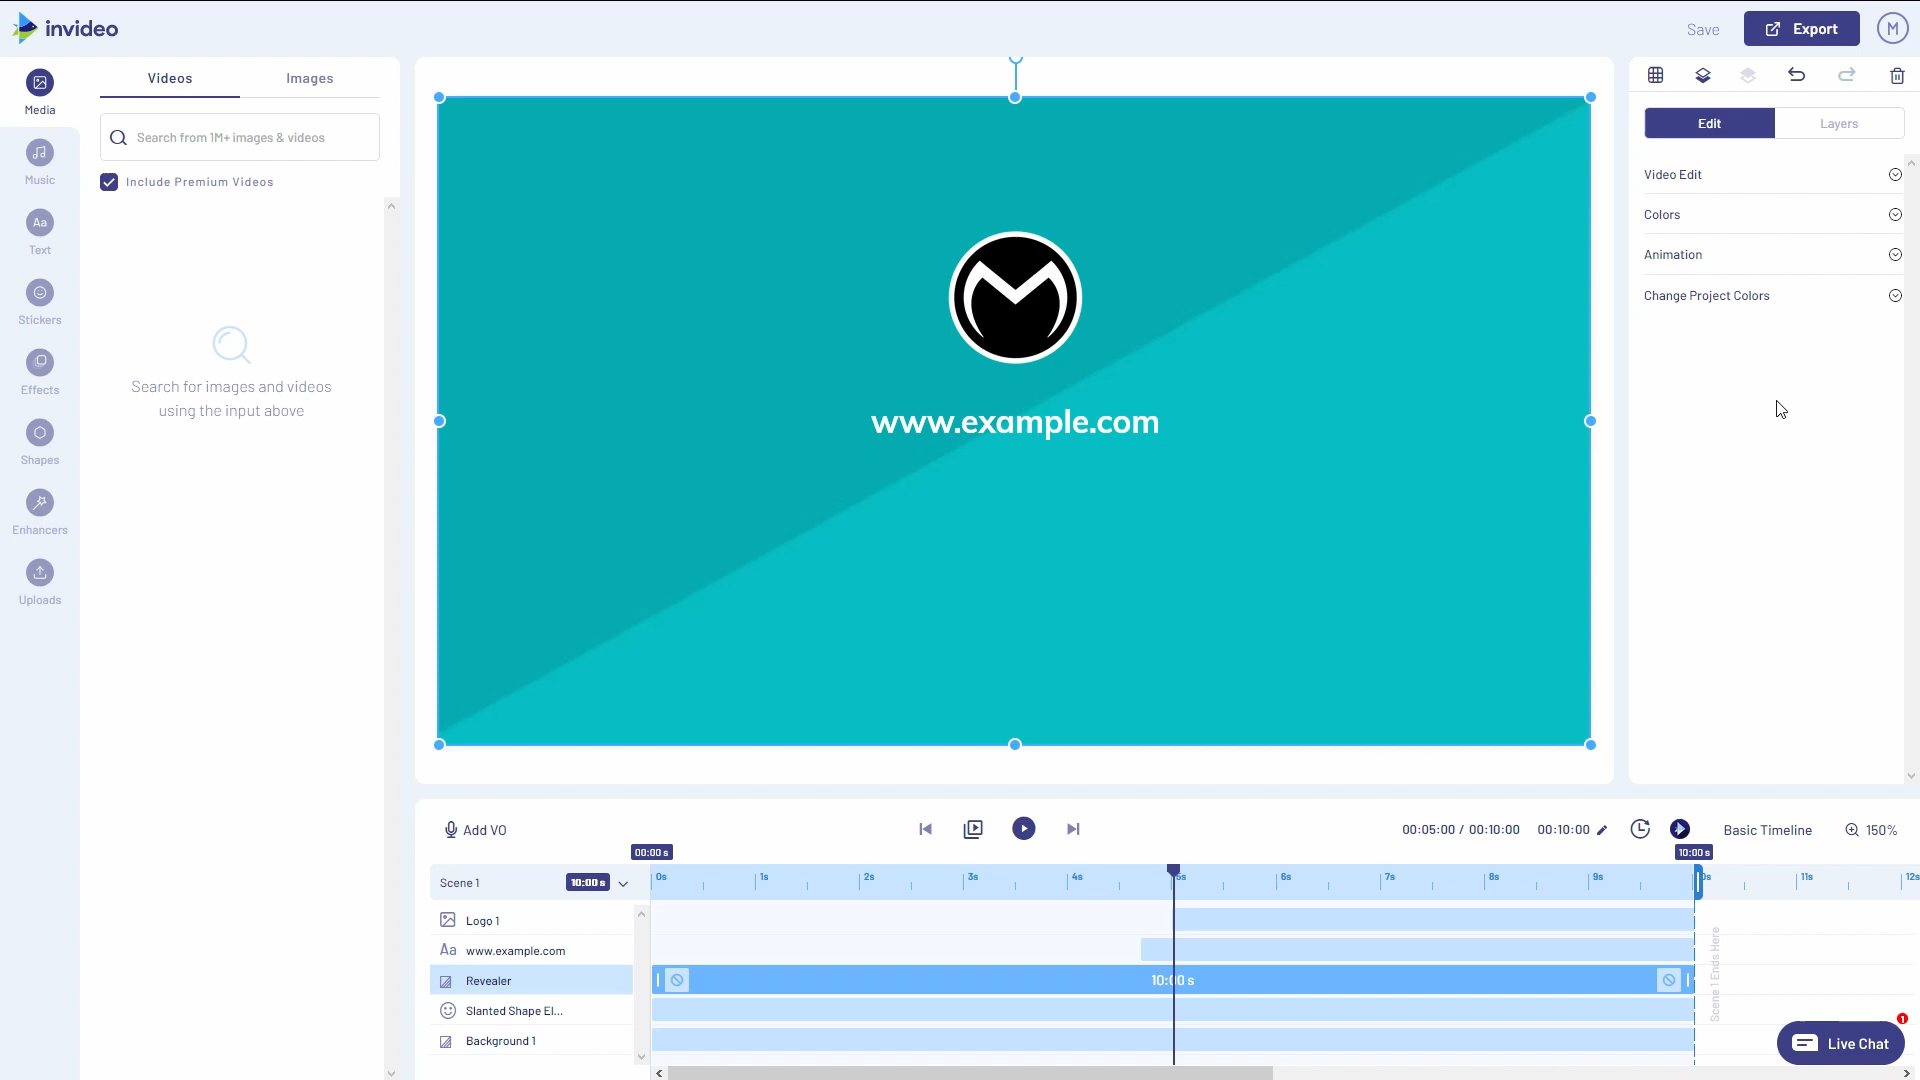 invideo
Save
Export
M
Media
Music
Aa
Text
Stickers
Effects
Shapes
Enhancers
Uploads
Videos
Images
Search from 1M+ images & videos
Include Premium Videos
Search for images and videos
using the input above
www.example.com
Edit
Layers
Video Edit
Colors
Animation
Change Project Colors
Add VO
00:05:00 / 00:10:00
00:10:00
Basic Timeline
150%
00:00 s
10:00 s
Scene 1
10:00 s
0s
1s
2s
3s
4s
5s
6s
7s
8s
9s
0s
11s
12s
Logo 1
Aa
www.example.com
Revealer
10:00 s
Slanted Shape El...
Background 1
Scene 1 Ends Here
1
Live Chat